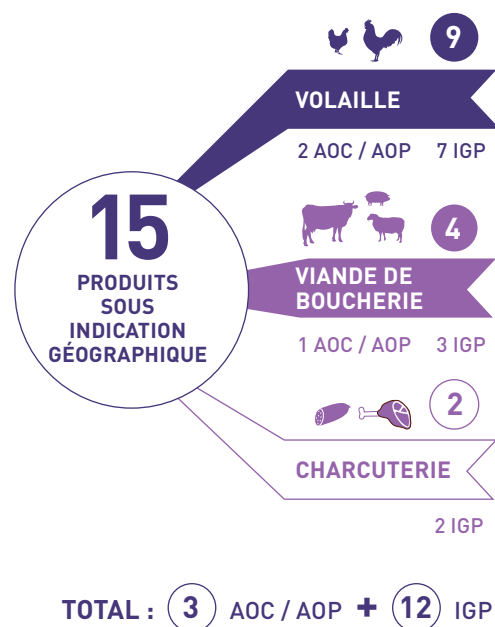 9
VOLAILLE
2 AOC / AOP 7 IGP
15
PRODUITS
SOUS
INDICATION
GÉOGRAPHIQUE
4
VIANDE DE
BOUCHERIE
1 AOC / AOP 3 IGP
2
CHARCUTERIE
2 IGP
TOTAL : 3 AOC / AOP + 12 IGP